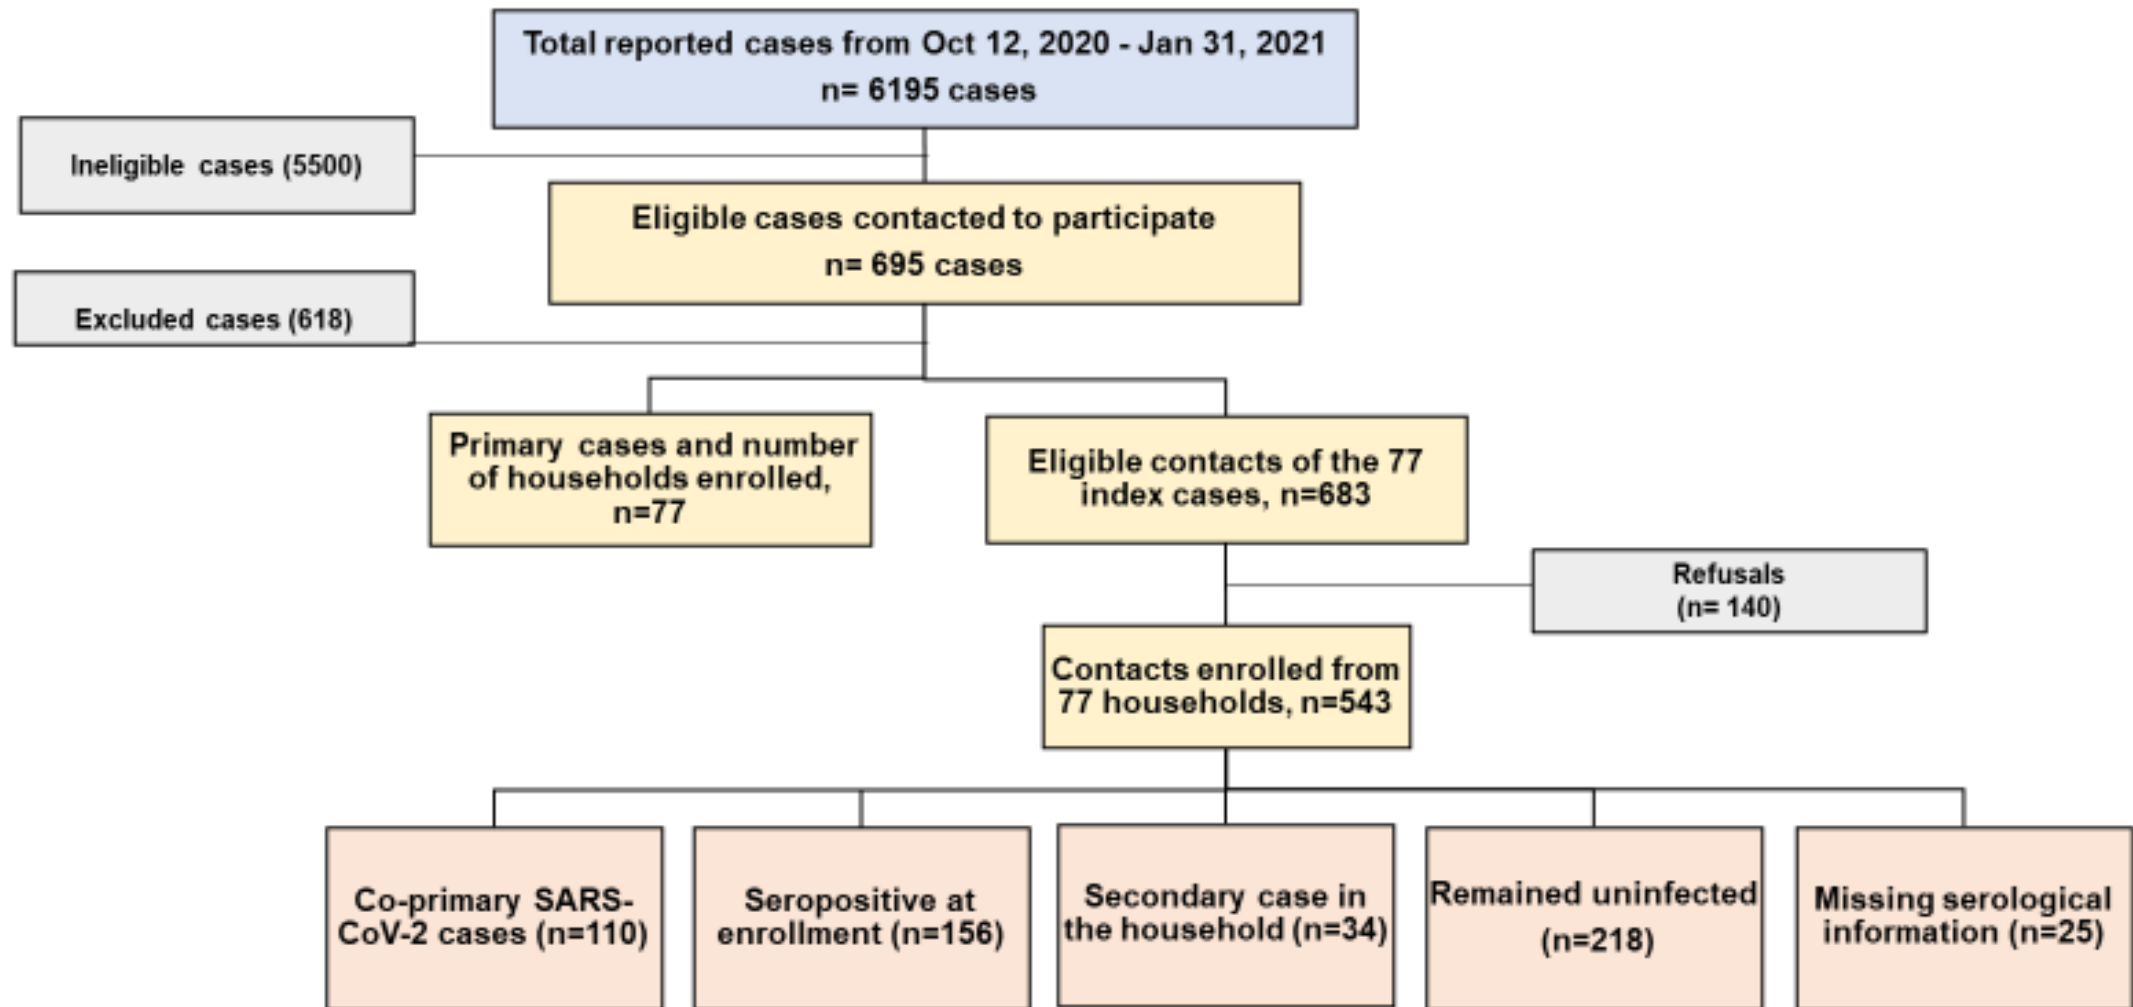 Total reported cases from Oct 12, 2020 - Jan 31, 2021
n= 6195 cases
Ineligible cases (5500)
Eligible cases contacted to participate
n= 695 cases
Excluded cases (618)
Primary cases and number
of households enrolled,
n=77
Eligible contacts of the 77
index cases, n=683
Refusals
(n= 140)
Contacts enrolled from
77 households, n=543
Co-primary SARS-
CoV-2 cases (n=110)
Seropositive at
enrollment (n=156)
Secondary case in
the household (n=34)
Remained uninfected
(n=218)
Missing serological
information (n=25)